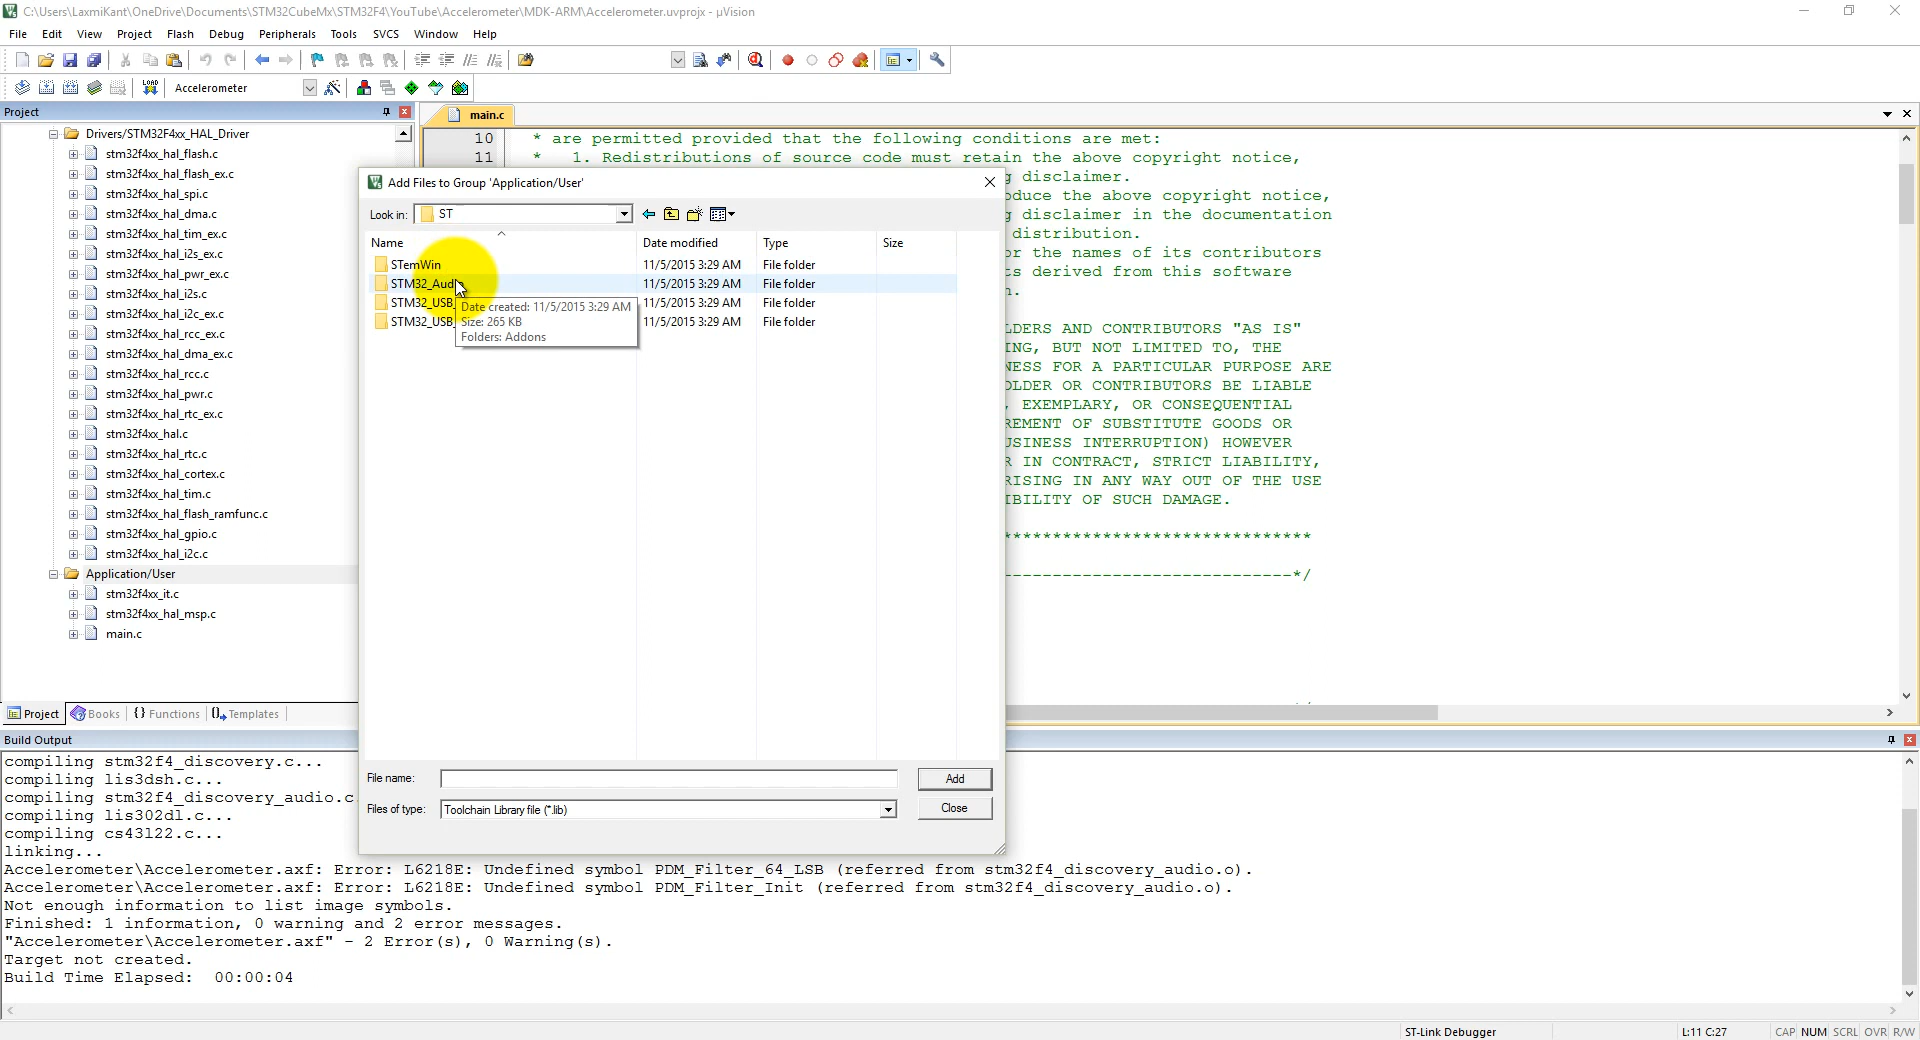 C:\Users\LaxmiKant\OneDrive\Documents\STM32CubeMx\STM32F4\YouTube\Accelerometer\MDK-ARM\Accelerometer.uvprojx - µVision
File Edit View Project Flash Debug Peripherals Tools SVCS Window Help
LOAD Accelerometer
Project
Drivers/STM32F4xx_HAL_Driver
stm32f4xx_hal_flash.c
stm32f4xx_hal_flash_ex.c
stm32f4xx_hal_spi.c
stm32f4xx_hal_dma.c
stm32f4xx_hal_tim_ex.c
stm32f4xx_hal_i2s_ex.c
stm32f4xx_hal_pwr_ex.c
stm32f4xx_hal_i2s.c
stm32f4xx_hal_i2c_ex.c
stm32f4xx_hal_rcc_ex.c
stm32f4xx_hal_dma_ex.c
stm32f4xx_hal_rcc.c
stm32f4xx_hal_pwr.c
stm32f4xx_hal_rtc_ex.c
stm32f4xx_hal.c
stm32f4xx_hal_rtc.c
stm32f4xx_hal_cortex.c
stm32f4xx_hal_tim.c
stm32f4xx_hal_flash_ramfunc.c
stm32f4xx_hal_gpio.c
stm32f4xx_hal_i2c.c
Application/User
stm32f4xx_it.c
stm32f4xx_hal_msp.c
main.c
Project Books {} Functions Templates
main.c
10 * are permitted provided that the following conditions are met:
11 * 1. Redistributions of source code must retain the above copyright notice,
disclaimer.
oduce the above copyright notice,
disclaimer in the documentation
distribution.
or the names of its contributors
s derived from this software
.
LDERS AND CONTRIBUTORS "AS IS"
ING, BUT NOT LIMITED TO, THE
NESS FOR A PARTICULAR PURPOSE ARE
OLDER OR CONTRIBUTORS BE LIABLE
, EXEMPLARY, OR CONSEQUENTIAL
REMENT OF SUBSTITUTE GOODS OR
USINESS INTERRUPTION) HOWEVER
R IN CONTRACT, STRICT LIABILITY,
RISING IN ANY WAY OUT OF THE USE
IBILITY OF SUCH DAMAGE.
*******************************
-----------------------------*/
Add Files to Group 'Application/User'
Look in: ST
Name Date modified Type Size
STemWin 11/5/2015 3:29 AM File folder
STM32_Aud 11/5/2015 3:29 AM File folder
STM32_USB_ 11/5/2015 3:29 AM File folder
STM32_USB_ 11/5/2015 3:29 AM File folder
Date created: 11/5/2015 3:29 AM
Size: 265 KB
Folders: Addons
File name: Add
Files of type: Toolchain Library file (*.lib) Close
Build Output
compiling stm32f4_discovery.c...
compiling lis3dsh.c...
compiling stm32f4_discovery_audio.c.
compiling lis302dl.c...
compiling cs43l22.c...
linking...
Accelerometer\Accelerometer.axf: Error: L6218E: Undefined symbol PDM_Filter_64_LSB (referred from stm32f4_discovery_audio.o).
Accelerometer\Accelerometer.axf: Error: L6218E: Undefined symbol PDM_Filter_Init (referred from stm32f4_discovery_audio.o).
Not enough information to list image symbols.
Finished: 1 information, 0 warning and 2 error messages.
"Accelerometer\Accelerometer.axf" - 2 Error(s), 0 Warning(s).
Target not created.
Build Time Elapsed: 00:00:04
ST-Link Debugger L:11 C:27 CAP NUM SCRL OVR R/W